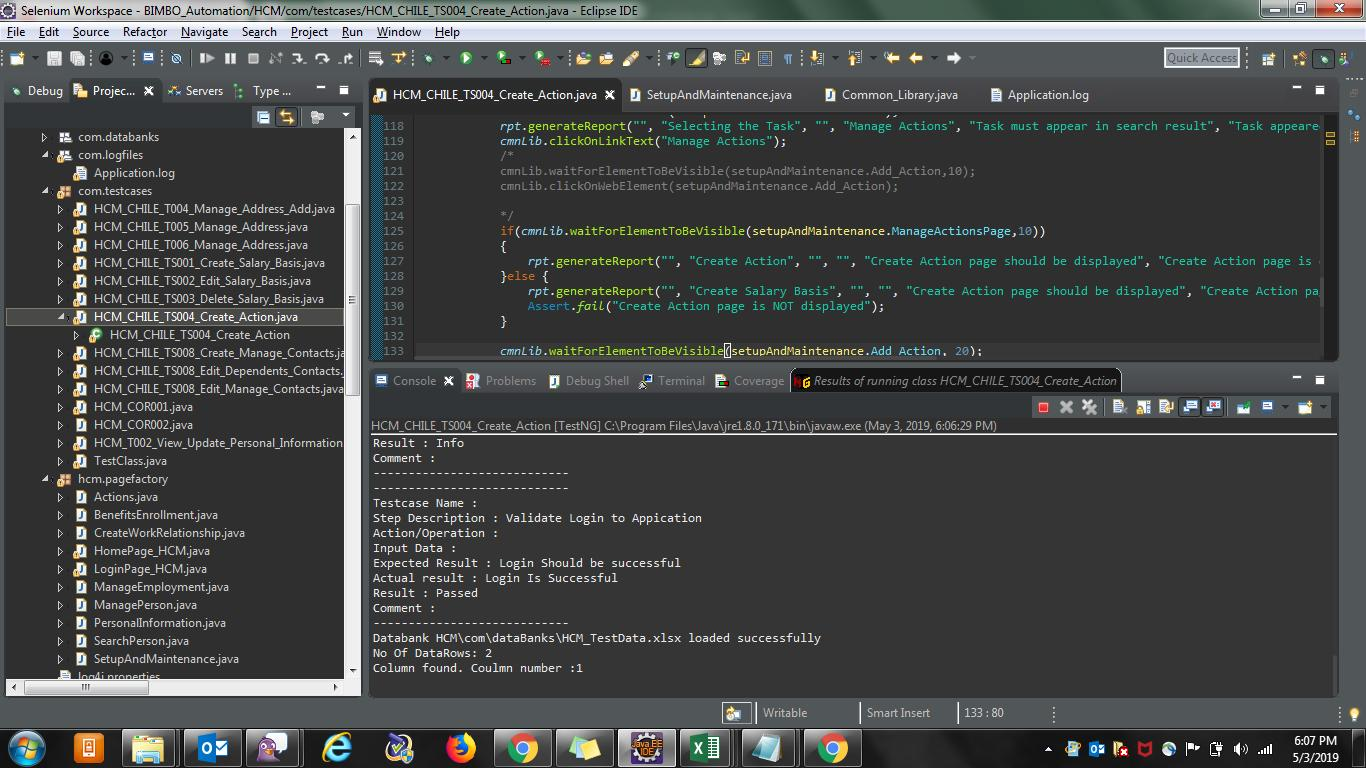 Selenium Workspace - BIMBO_Automation/HCM/com/testcases/HCM_CHILE_TS004_Create_Action.java - Eclipse IDE
File Edit Source Refactor Navigate Search Project Run Window Help
Quick Access
Debug Projec... Servers Type ...
com.databanks
com.logfiles
Application.log
com.testcases
HCM_CHILE_T004_Manage_Address_Add.java
HCM_CHILE_T005_Manage_Address.java
HCM_CHILE_T006_Manage_Address.java
HCM_CHILE_TS001_Create_Salary_Basis.java
HCM_CHILE_TS002_Edit_Salary_Basis.java
HCM_CHILE_TS003_Delete_Salary_Basis.java
HCM_CHILE_TS004_Create_Action.java
HCM_CHILE_TS004_Create_Action
HCM_CHILE_TS008_Create_Manage_Contacts.ja
HCM_CHILE_TS008_Edit_Dependents_Contacts.
HCM_CHILE_TS008_Edit_Manage_Contacts.java
HCM_COR001.java
HCM_COR002.java
HCM_T002_View_Update_Personal_Information
TestClass.java
hcm.pagefactory
Actions.java
BenefitsEnrollment.java
CreateWorkRelationship.java
HomePage_HCM.java
LoginPage_HCM.java
ManageEmployment.java
ManagePerson.java
PersonalInformation.java
SearchPerson.java
SetupAndMaintenance.java
log4j.properties
HCM_CHILE_TS004_Create_Action.java SetupAndMaintenance.java Common_Library.java Application.log
118 rpt.generateReport("", "Selecting the Task", "", "Manage Actions", "Task must appear in search result", "Task appeare
119 cmnLib.clickOnLinkText("Manage Actions");
120 /*
121 cmnLib.waitForElementToBeVisible(setupAndMaintenance.Add_Action,10);
122 cmnLib.clickOnWebElement(setupAndMaintenance.Add_Action);
123
124 */
125 if(cmnLib.waitForElementToBeVisible(setupAndMaintenance.ManageActionsPage,10))
126 {
127 rpt.generateReport("", "Create Action", "", "", "Create Action page should be displayed", "Create Action page is
128 }else {
129 rpt.generateReport("", "Create Salary Basis", "", "", "Create Action page should be displayed", "Create Action pa
130 Assert.fail("Create Action page is NOT displayed");
131 }
132
133 cmnLib.waitForElementToBeVisible(setupAndMaintenance.Add_Action, 20);
Console Problems Debug Shell Terminal Coverage Results of running class HCM_CHILE_TS004_Create_Action
HCM_CHILE_TS004_Create_Action [TestNG] C:\Program Files\Java\jre1.8.0_171\bin\javaw.exe (May 3, 2019, 6:06:29 PM)
Result : Info
Comment :
----------------------------
----------------------------
Testcase Name :
Step Description : Validate Login to Appication
Action/Operation :
Input Data :
Expected Result : Login Should be successful
Actual result : Login Is Successful
Result : Passed
Comment :
----------------------------
Databank HCM\com\dataBanks\HCM_TestData.xlsx loaded successfully
No Of DataRows: 2
Column found. Coulmn number :1
Writable Smart Insert 133 : 80
6:07 PM
5/3/2019